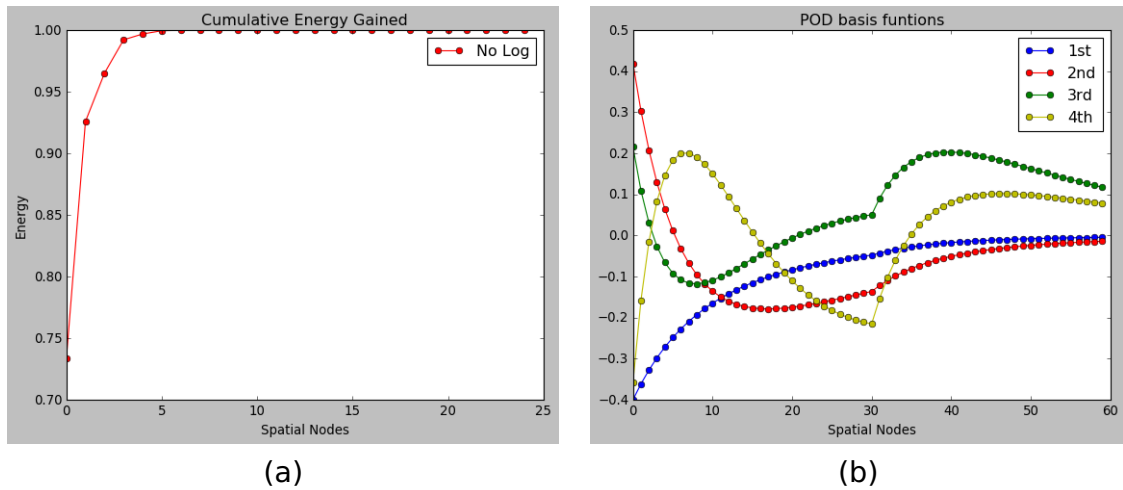 Cumulative Energy Gained
1.00
0.95
0.90
0.85
0.80
0.75
0.70
Energy
No Log
0 5 10 15 20 25
Spatial Nodes
(a)
POD basis funtions
0.5
0.4
0.3
0.2
0.1
0.0
−0.1
−0.2
−0.3
−0.4
1st
2nd
3rd
4th
0 10 20 30 40 50 60
Spatial Nodes
(b)